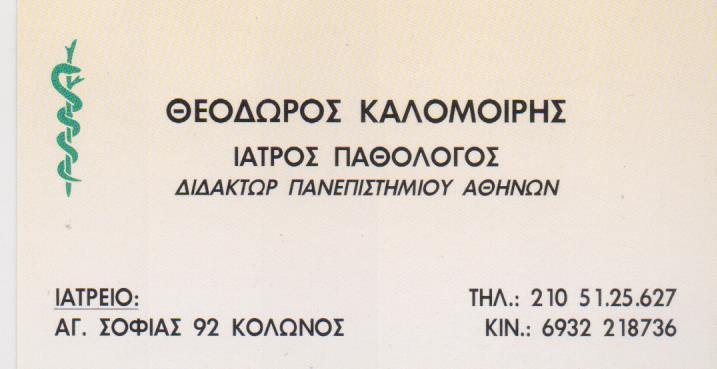 ΘΕΟΔΩΡΟΣ ΚΑΛΟΜΟΙΡΗΣ
ΙΑΤΡΟΣ ΠΑΘΟΛΟΓΟΣ
ΔΙΔΑΚΤΩΡ ΠΑΝΕΠΙΣΤΗΜΙΟΥ ΑΘΗΝΩΝ
ΙΑΤΡΕΙΟ:
ΑΓ. ΣΟΦΙΑΣ 92 ΚΟΛΩΝΟΣ
ΤΗΛ.: 210 51.25.627
ΚΙΝ.: 6932 218736